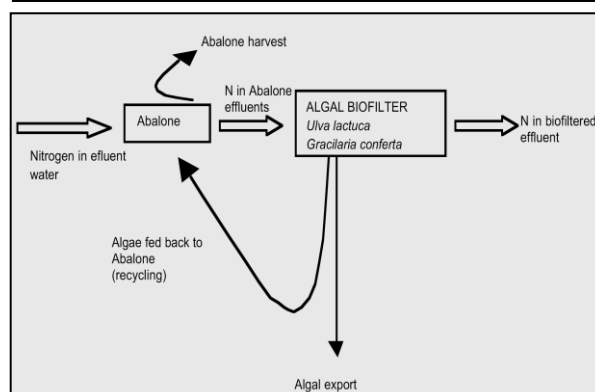 Abalone harvest
N in Abalone
effluents
ALGAL BIOFILTER
Ulva lactuca
Gracilaria conferta
Abalone
N in biofiltered
effluent
Nitrogen in efluent
water
Algae fed back to
Abalone
(recycling)
Algal export